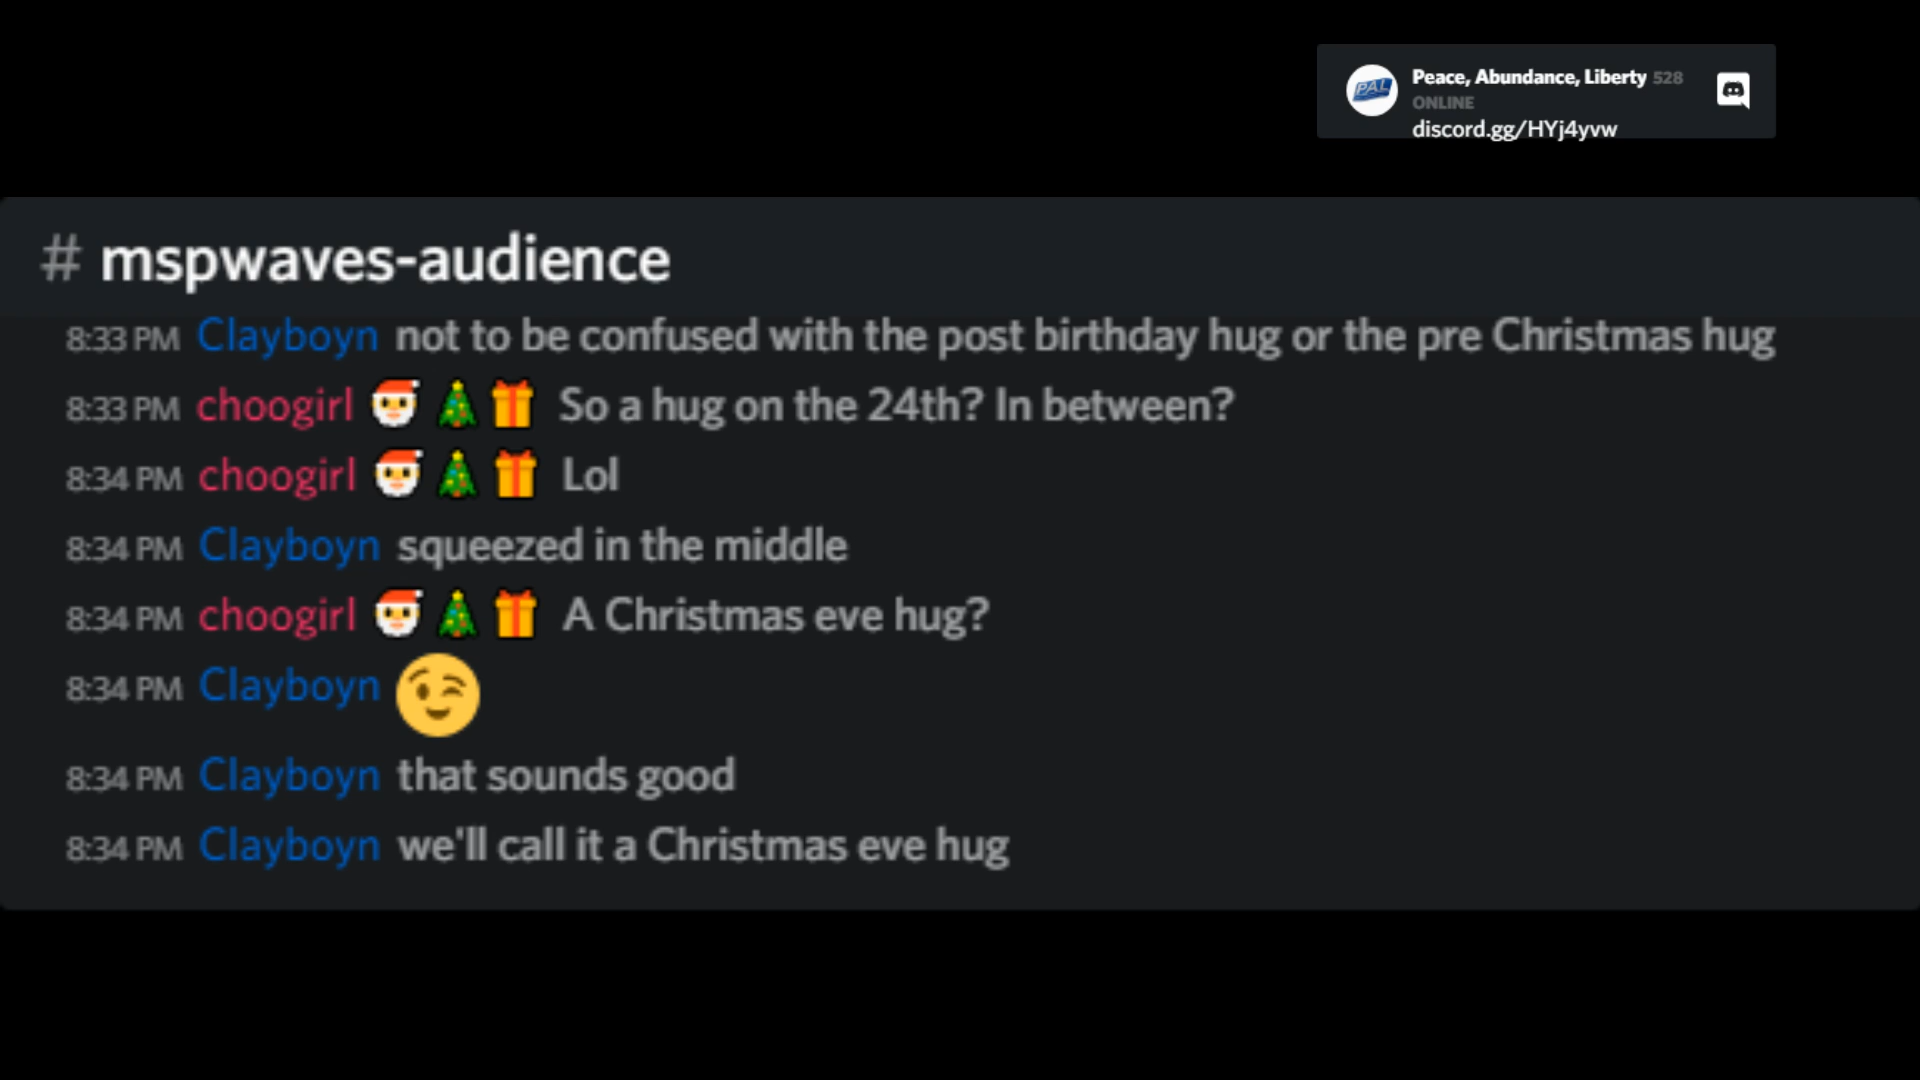 PAL Peace, Abundance, Liberty 528
ONLINE
discord.gg/HYj4yvw
# mspwaves-audience
8:33 PM Clayboyn not to be confused with the post birthday hug or the pre Christmas hug
8:33 PM choogirl 🎅🎄🎁 So a hug on the 24th? In between?
8:34 PM choogirl 🎅🎄🎁 Lol
8:34 PM Clayboyn squeezed in the middle
8:34 PM choogirl 🎅🎄🎁 A Christmas eve hug?
8:34 PM Clayboyn 😉
8:34 PM Clayboyn that sounds good
8:34 PM Clayboyn we'll call it a Christmas eve hug